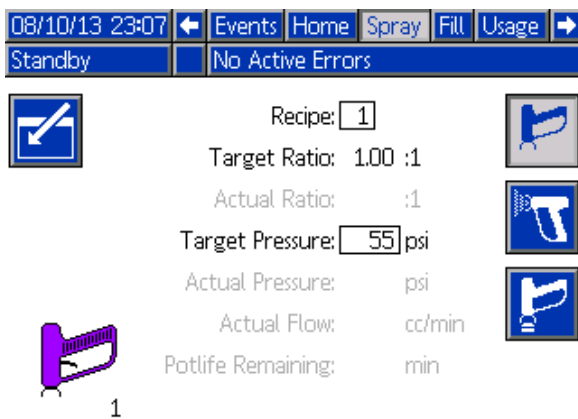 08/10/13 23:07 Events Home Spray Fill Usage
Standby No Active Errors
Recipe: 1
Target Ratio: 1.00 :1
Actual Ratio: :1
Target Pressure: 55 psi
Actual Pressure: psi
Actual Flow: cc/min
Potlife Remaining: min
1